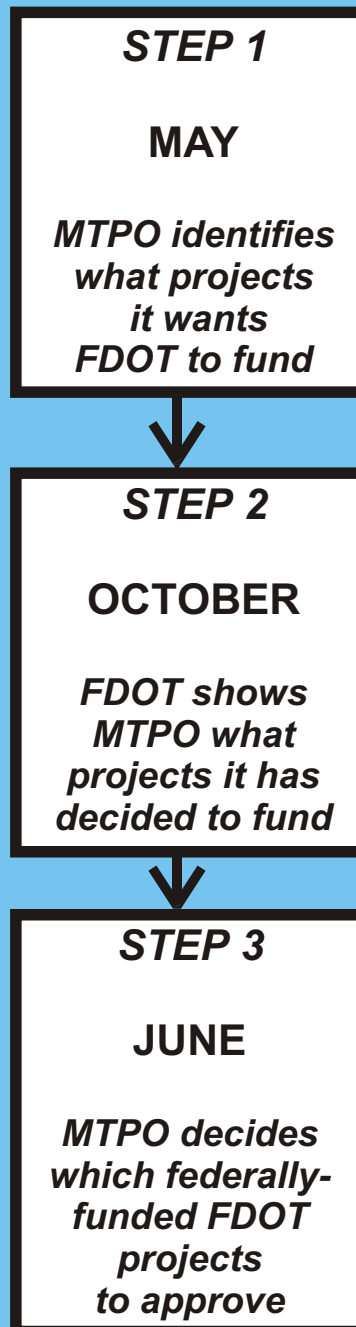 STEP 1
MAY
MTPO identifies
what projects
it wants
FDOT to fund
STEP 2
OCTOBER
FDOT shows
MTPO what
projects it has
decided to fund
STEP 3
JUNE
MTPO decides
which federally-
funded FDOT
projects
to approve